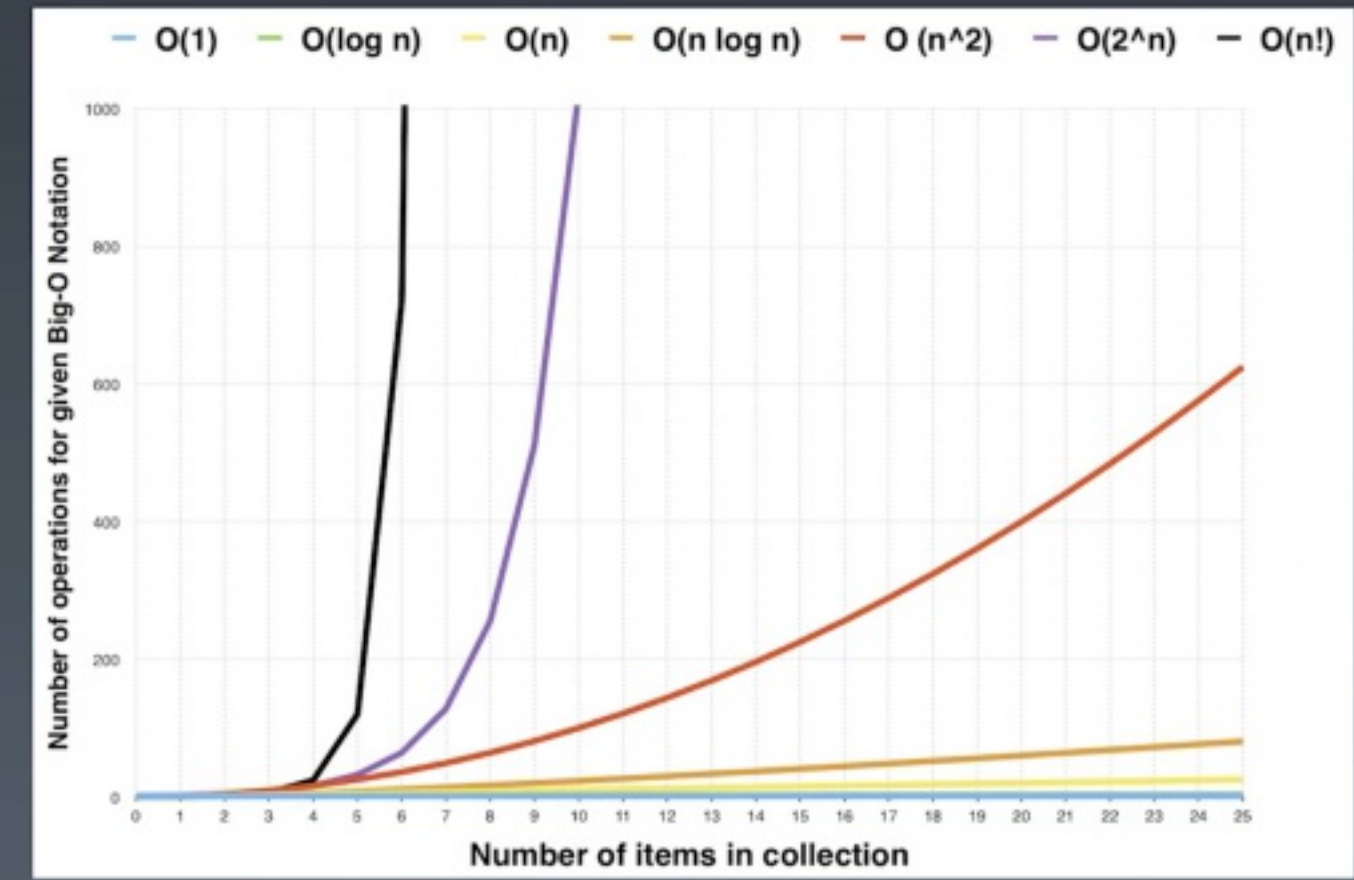 O(1) O(log n) O(n) O(n log n) O (n^2) O(2^n) O(n!)
Number of operations for given Big-O Notation
1000
800
600
400
200
0
0 1 2 3 4 5 6 7 8 9 10 11 12 13 14 15 16 17 18 19 20 21 22 23 24 25
Number of items in collection